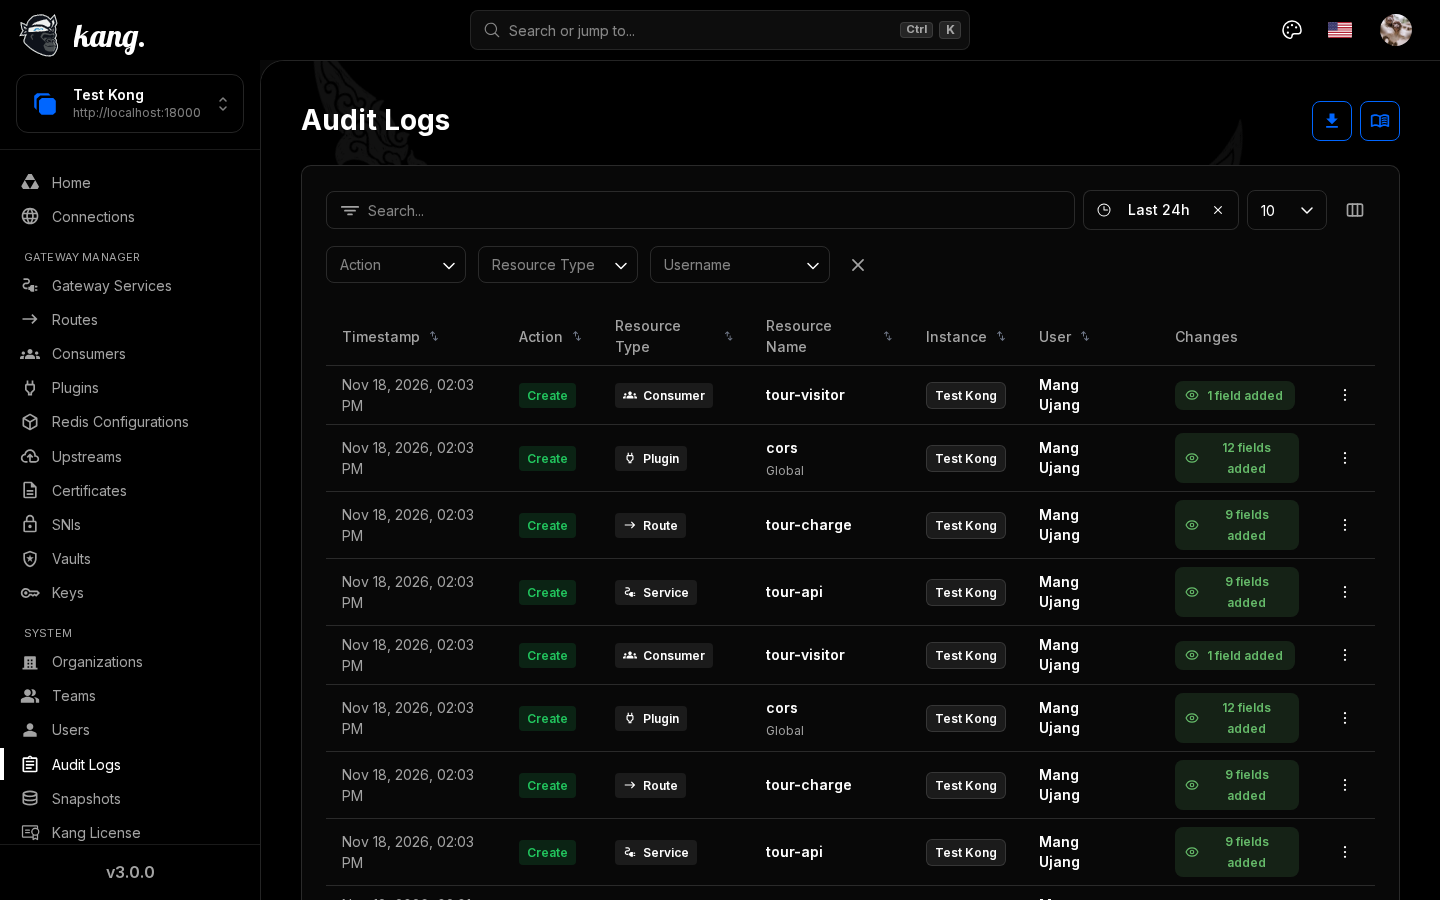 kang.
Search or jump to...
Ctrl K
Test Kong
http://localhost:18000
Home
Connections
GATEWAY MANAGER
Gateway Services
Routes
Consumers
Plugins
Redis Configurations
Upstreams
Certificates
SNIs
Vaults
Keys
SYSTEM
Organizations
Teams
Users
Audit Logs
Snapshots
Kang License
v3.0.0
Audit Logs
Search...
Last 24h
10
Action
Resource Type
Username
Timestamp Action Resource Type Resource Name Instance User Changes
Nov 18, 2026, 02:03 PM Create Consumer tour-visitor Test Kong Mang Ujang 1 field added
Nov 18, 2026, 02:03 PM Create Plugin cors Global Test Kong Mang Ujang 12 fields added
Nov 18, 2026, 02:03 PM Create Route tour-charge Test Kong Mang Ujang 9 fields added
Nov 18, 2026, 02:03 PM Create Service tour-api Test Kong Mang Ujang 9 fields added
Nov 18, 2026, 02:03 PM Create Consumer tour-visitor Test Kong Mang Ujang 1 field added
Nov 18, 2026, 02:03 PM Create Plugin cors Global Test Kong Mang Ujang 12 fields added
Nov 18, 2026, 02:03 PM Create Route tour-charge Test Kong Mang Ujang 9 fields added
Nov 18, 2026, 02:03 PM Create Service tour-api Test Kong Mang Ujang 9 fields added